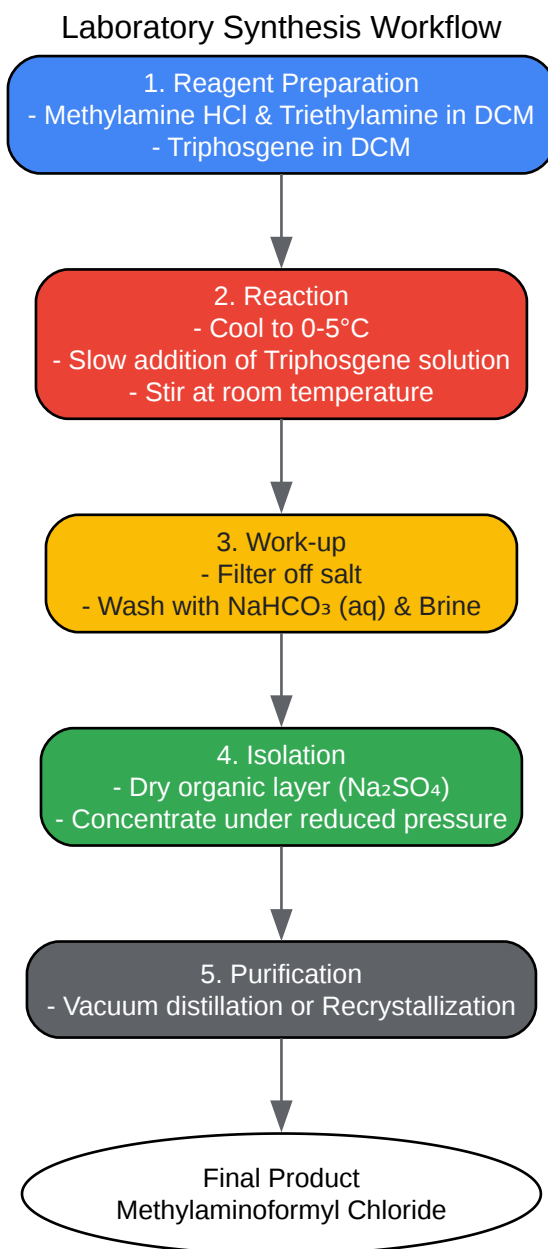 Laboratory Synthesis Workflow
1. Reagent Preparation
- Methylamine HCl & Triethylamine in DCM
- Triphosgene in DCM
2. Reaction
- Cool to 0-5°C
- Slow addition of Triphosgene solution
- Stir at room temperature
3. Work-up
- Filter off salt
- Wash with NaHCO₃ (aq) & Brine
4. Isolation
- Dry organic layer (Na₂SO₄)
- Concentrate under reduced pressure
5. Purification
- Vacuum distillation or Recrystallization
Final Product
Methylaminoformyl Chloride